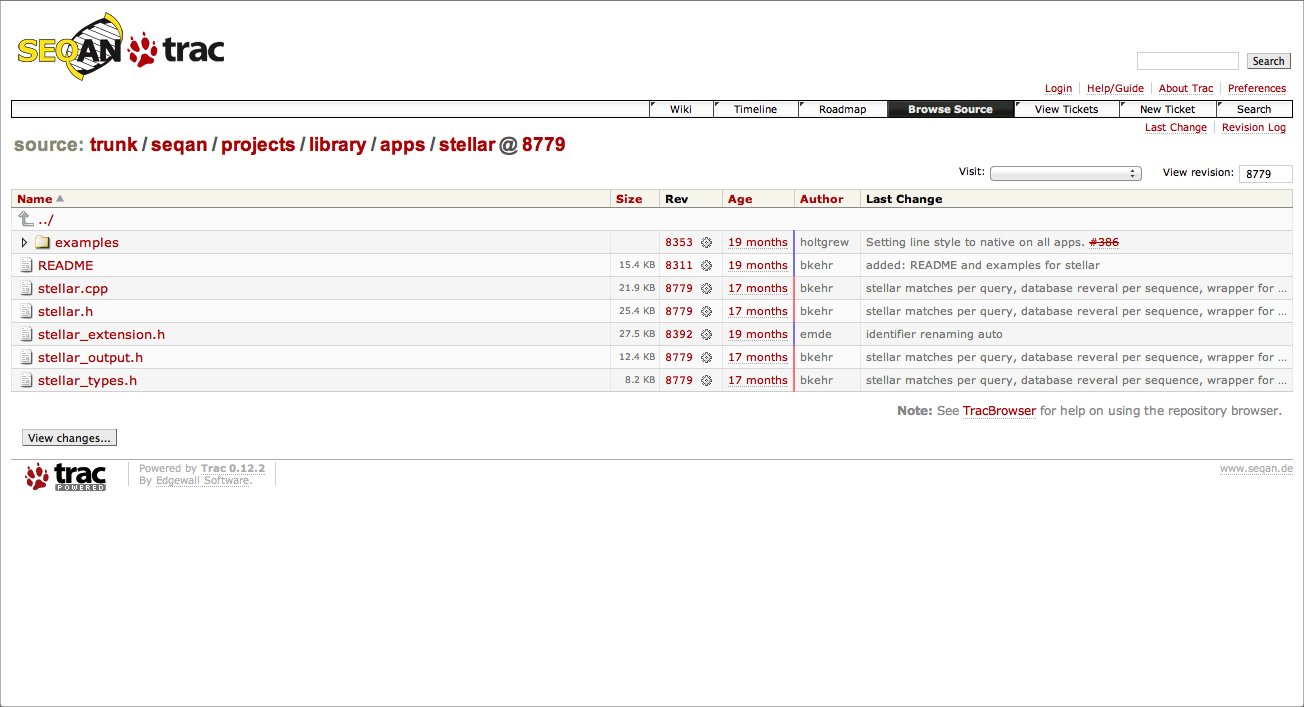 SEQAN trac
Search
Login Help/Guide About Trac Preferences
Wiki Timeline Roadmap Browse Source View Tickets New Ticket Search
Last Change Revision Log
source: trunk / seqan / projects / library / apps / stellar @ 8779
Visit: View revision: 8779
Name Size Rev Age Author Last Change
../
examples 8353 19 months holtgrew Setting line style to native on all apps. #386
README 15.4 KB 8311 19 months bkehr added: README and examples for stellar
stellar.cpp 21.9 KB 8779 17 months bkehr stellar matches per query, database reveral per sequence, wrapper for ...
stellar.h 25.4 KB 8779 17 months bkehr stellar matches per query, database reveral per sequence, wrapper for ...
stellar_extension.h 27.5 KB 8392 19 months emde identifier renaming auto
stellar_output.h 12.4 KB 8779 17 months bkehr stellar matches per query, database reveral per sequence, wrapper for ...
stellar_types.h 8.2 KB 8779 17 months bkehr stellar matches per query, database reveral per sequence, wrapper for ...
Note: See TracBrowser for help on using the repository browser.
View changes...
trac POWERED
Powered by Trac 0.12.2
By Edgewall Software.
www.seqan.de